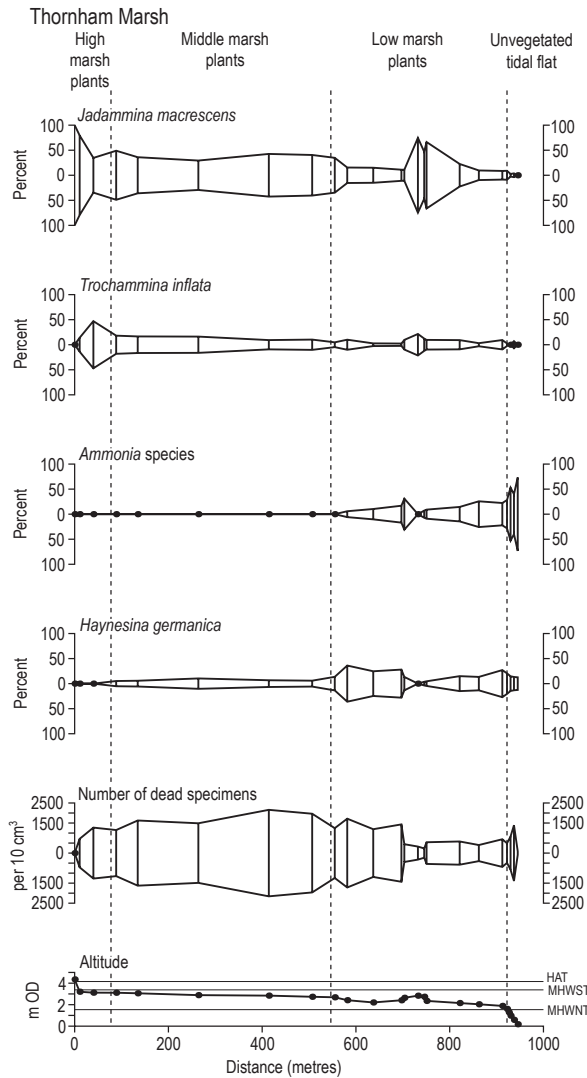 Thornham Marsh
High
marsh
plants
Middle marsh
plants
Low marsh
plants
Unvegetated
tidal flat
Jadammina macrescens
Percent
100
50
0
50
100
100
50
0
50
100
Trochammina inflata
Percent
100
50
0
50
100
100
50
0
50
100
Ammonia species
Percent
100
50
0
50
100
100
50
0
50
100
Haynesina germanica
Percent
100
50
0
50
100
100
50
0
50
100
Number of dead specimens
per 10 cm³
2500
1500
0
1500
2500
2500
1500
0
1500
2500
Altitude
m OD
4
2
0
HAT
MHWST
MHWNT
0 200 400 600 800 1000
Distance (metres)